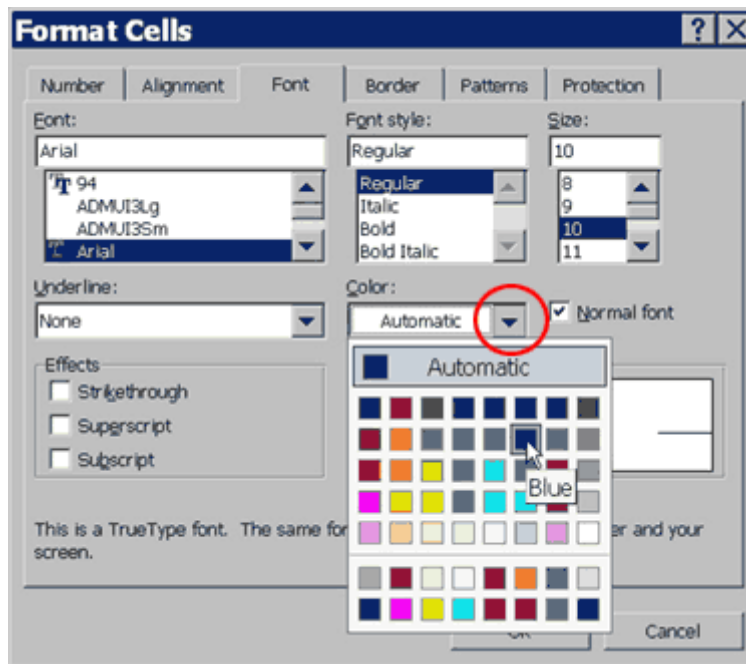 Format Cells
Number Alignment Font Border Patterns Protection
Font: Font style: Size:
Arial Regular 10
94 Regular 8
ADMUI3Lg Italic 9
ADMUI3Sm Bold 10
Arial Bold Italic 11
Underline: Color:
None Automatic Normal font
Automatic
Effects
Strikethrough
Superscript
Subscript
Blue
This is a TrueType font. The same for er and your
screen.
Cancel